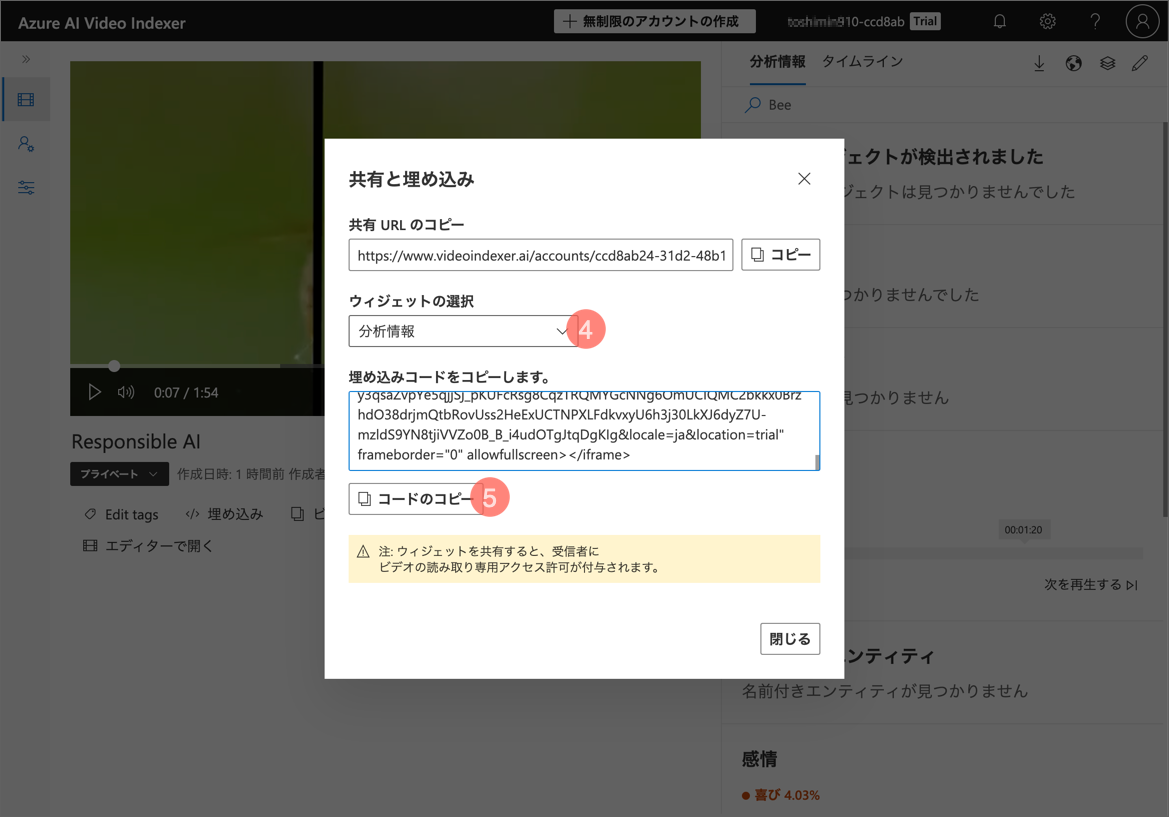 Azure AI Video Indexer
無制限のアカウントの作成
-ccd8ab Trial
分析情報 タイムライン
Bee
ジェクトが検出されました
ジェクトは見つかりませんでした
つかりませんでした
見つかりませんでした
共有と埋め込み
共有 URL のコピー
https://www.videoindexer.ai/accounts/ccd8ab24-31d2-48b1
コピー
ウィジェットの選択
分析情報
4
埋め込みコードをコピーします。
hdO38drjmQtbRovUss2HeExUCTNPXLFdkvxyU6h3j30LkXJ6dyZ7U-
mzldS9YN8tjiVVZo0B_B_i4udOTgJtqDgKIg&locale=ja&location=trial"
frameborder="0" allowfullscreen></iframe>
コードのコピー
5
注: ウィジェットを共有すると、受信者に
ビデオの読み取り専用アクセス許可が付与されます。
閉じる
0:07 / 1:54
Responsible AI
プライベート 作成日時: 1 時間前 作成者
Edit tags </> 埋め込み ビ
エディターで開く
00:01:20
次を再生する
ンティティ
名前付きエンティティが見つかりません
感情
喜び 4.03%